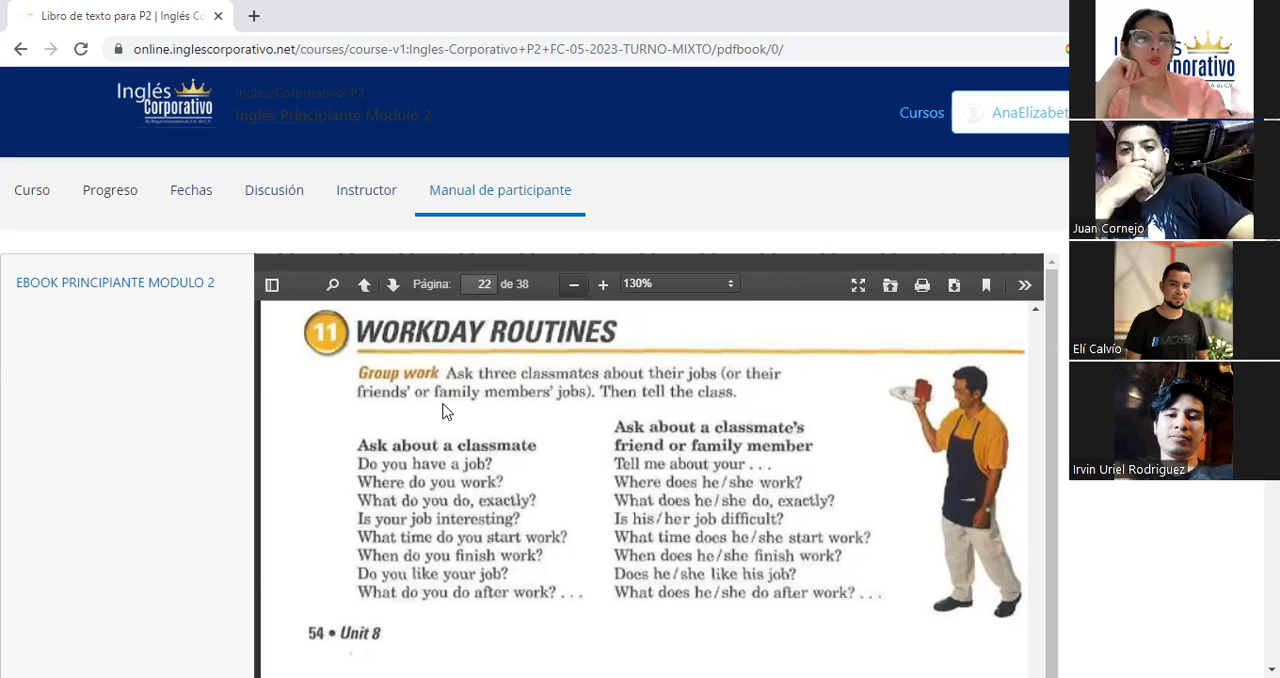 Libro de texto para P2 | Inglés Co
online.inglescorporativo.net/courses/course-v1:Ingles-Corporativo+P2+FC-05-2023-TURNO-MIXTO/pdfbook/0/
Inglés
Corporativo
Ingles-Corporativo: P2
Inglés Principiante Módulo 2
Cursos
AnaElizabet
Curso
Progreso
Fechas
Discusión
Instructor
Manual de participante
EBOOK PRINCIPIANTE MODULO 2
Página:
22
de 38
130%
11 WORKDAY ROUTINES
Group work Ask three classmates about their jobs (or their
friends' or family members' jobs). Then tell the class.
Ask about a classmate
Do you have a job?
Where do you work?
What do you do, exactly?
Is your job interesting?
What time do you start work?
When do you finish work?
Do you like your job?
What do you do after work? . . .
Ask about a classmate's
friend or family member
Tell me about your . . .
Where does he/she work?
What does he/she do, exactly?
Is his/her job difficult?
What time does he/she start work?
When does he/she finish work?
Does he/she like his job?
What does he/she do after work? . . .
54 • Unit 8
Juan Cornejo
Elí Calvío
Irvin Uriel Rodriguez